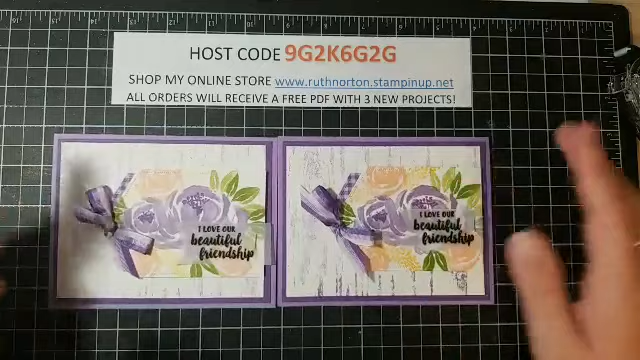 HOST CODE 9G2K6G2G
SHOP MY ONLINE STORE www.ruthnorton.stampinup.net
ALL ORDERS WILL RECEIVE A FREE PDF WITH 3 NEW PROJECTS!
I LOVE OUR
beautiful
friendship
I LOVE OUR
beautiful
friendship